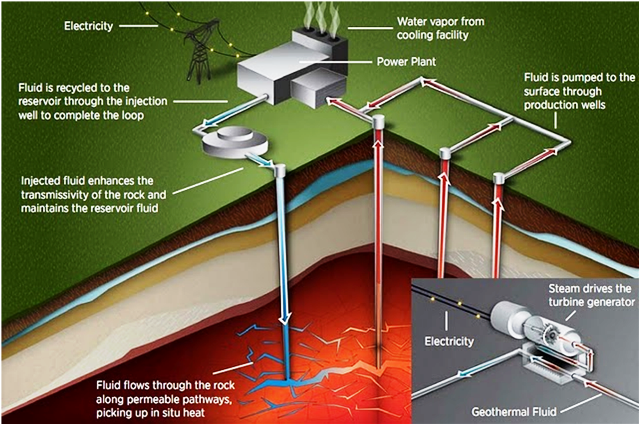 Electricity
Water vapor from
cooling facility
Power Plant
Fluid is recycled to the
reservoir through the injection
well to complete the loop
Fluid is pumped to the
surface through
production wells
Injected fluid enhances the
transmissivity of the rock and
maintains the reservoir fluid
Fluid flows through the rock
along permeable pathways,
picking up in situ heat
Steam drives the
turbine generator
Electricity
Geothermal Fluid